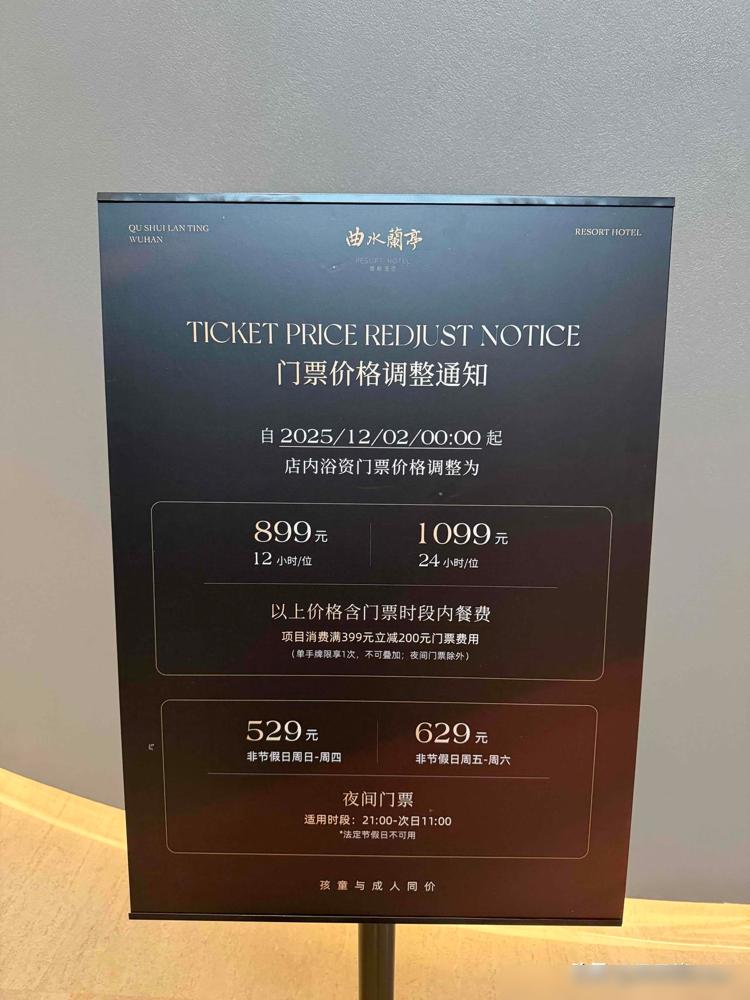 QU SHUI LAN TING
WUHAN
曲水蘭亭
RESORT HOTEL
RESORT HOTEL
TICKET PRICE REDJUST NOTICE
门票价格调整通知
自 2025/12/02/00:00 起
店内浴资门票价格调整为
899元
12 小时/位
1099元
24 小时/位
以上价格含门票时段内餐费
项目消费满399元立减200元门票费用
（单手牌限享1次，不可叠加；夜间门票除外）
529元
非节假日周日-周四
629元
非节假日周五-周六
夜间门票
适用时段：21:00-次日11:00
*法定节假日不可用
孩童与成人同价